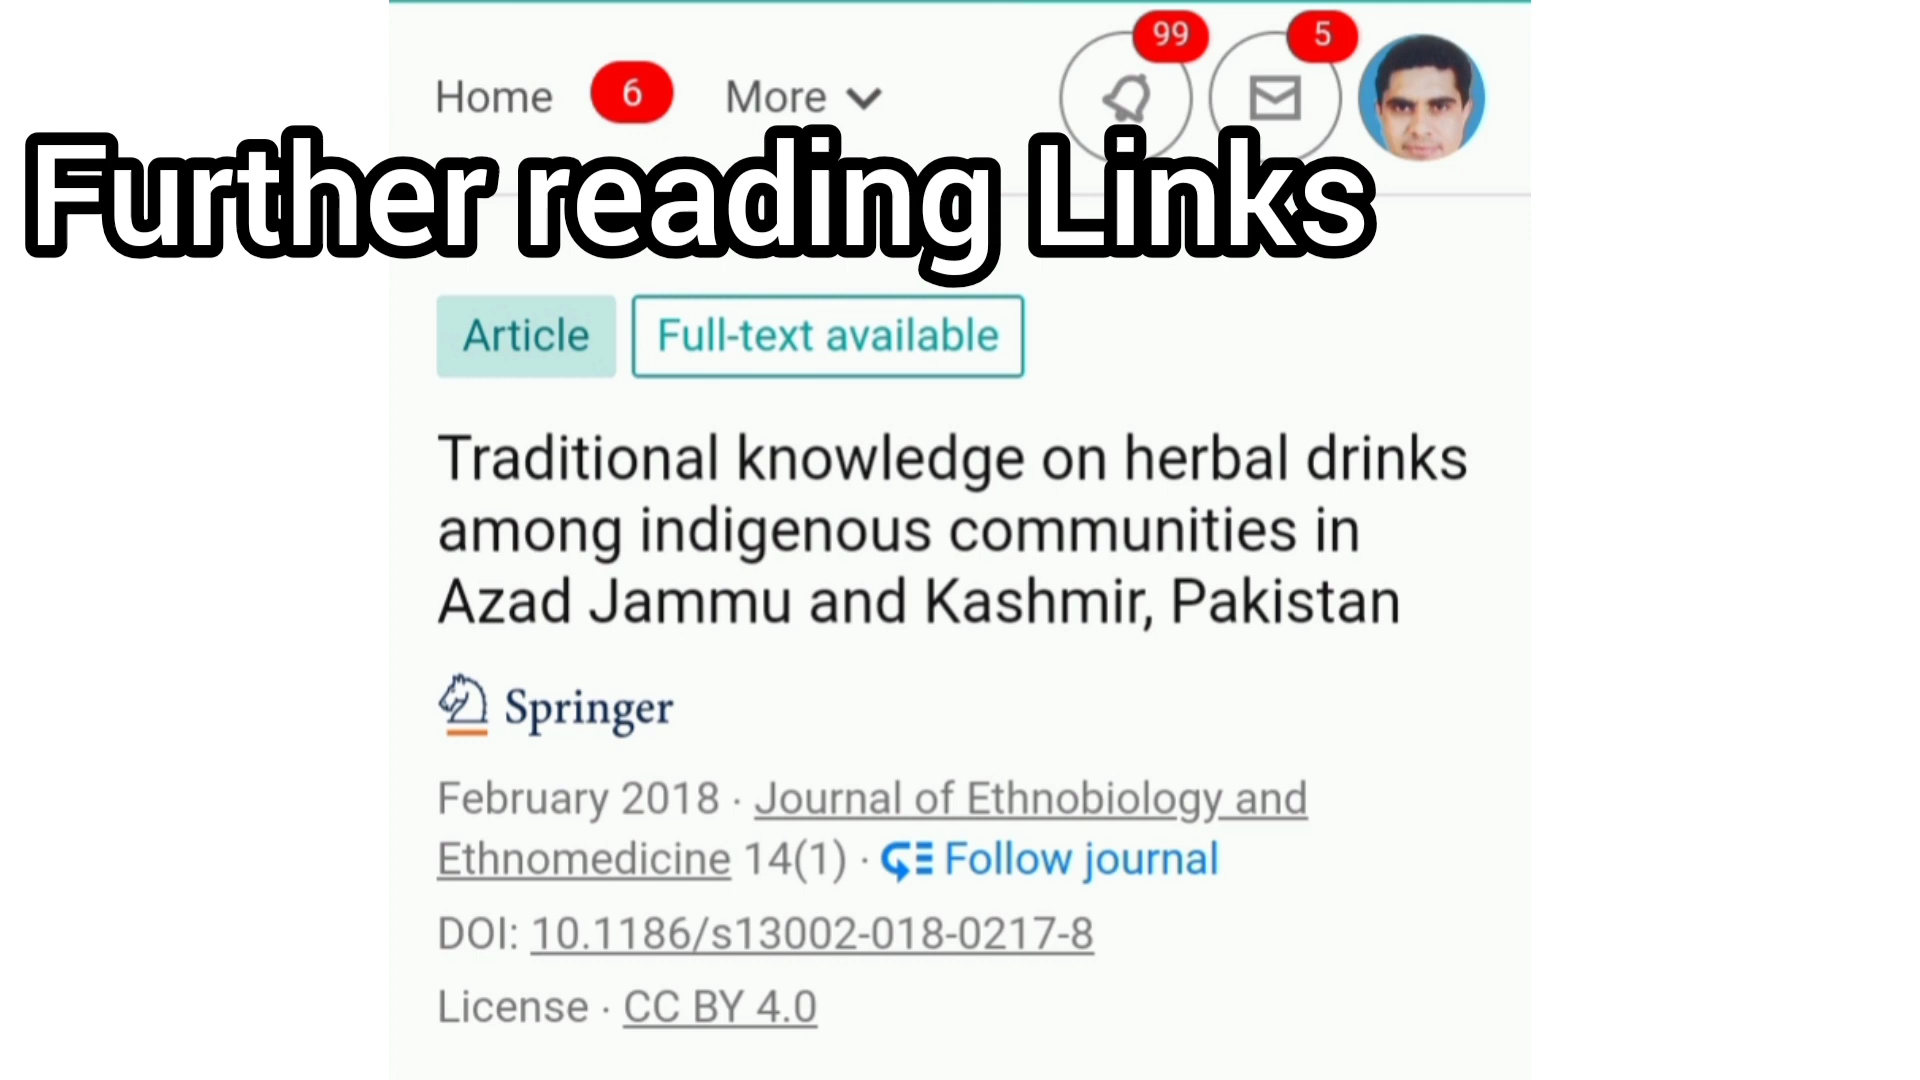 99
5
Home 6 More
Further reading Links
Article Full-text available
Traditional knowledge on herbal drinks
among indigenous communities in
Azad Jammu and Kashmir, Pakistan
Springer
February 2018 · Journal of Ethnobiology and
Ethnomedicine 14(1) · Follow journal
DOI: 10.1186/s13002-018-0217-8
License · CC BY 4.0